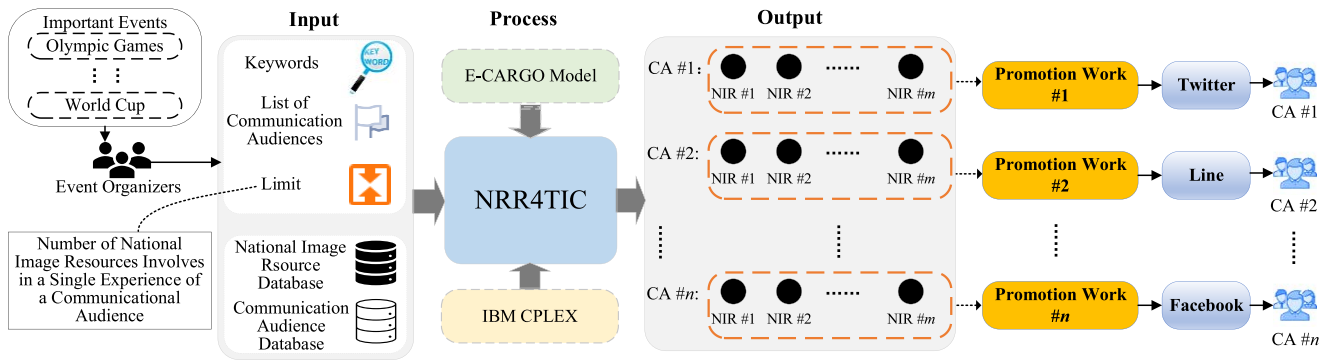 Important Events
Olympic Games
World Cup
Event Organizers
Number of National
Image Resources Involves
in a Single Experience of
a Communicational
Audience
Input
Keywords
KEY
WORD
List of
Communication
Audiences
Limit
National Image
Rsource
Database
Communication
Audience
Database
Process
E-CARGO Model
NRR4TIC
IBM CPLEX
Output
CA #1:
NIR #1 NIR #2 ...... NIR #m
CA #2:
NIR #1 NIR #2 ...... NIR #m
CA #n:
NIR #1 NIR #2 ...... NIR #m
Promotion Work
#1
Twitter
CA #1
Promotion Work
#2
Line
CA #2
Promotion Work
#n
Facebook
CA #n